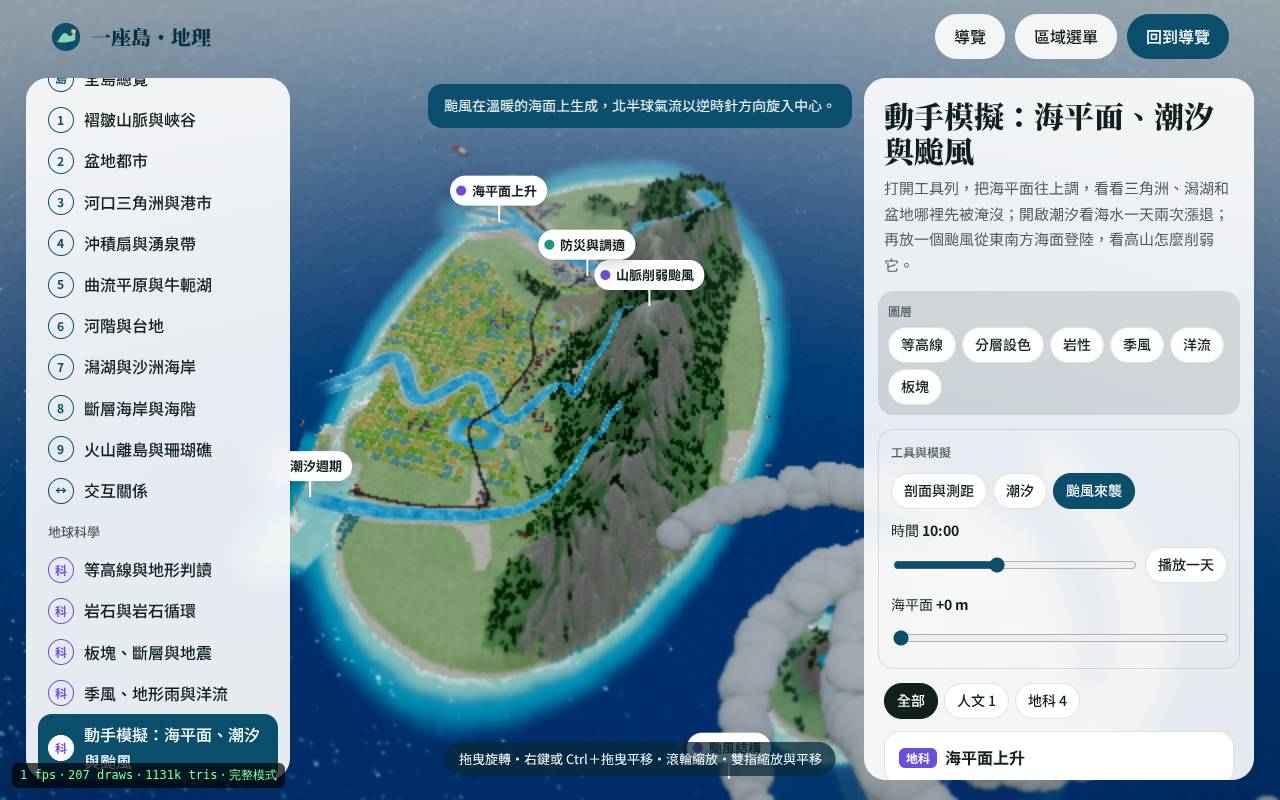 一座島・地理
導覽
區域選單
回到導覽
島 全島總覽
1 褶皺山脈與峽谷
2 盆地都市
3 河口三角洲與港市
4 沖積扇與湧泉帶
5 曲流平原與牛軛湖
6 河階與台地
7 潟湖與沙洲海岸
8 斷層海岸與海階
9 火山離島與珊瑚礁
↔ 交互關係
地球科學
科 等高線與地形判讀
科 岩石與岩石循環
科 板塊、斷層與地震
科 季風、地形雨與洋流
科 動手模擬：海平面、潮汐
與颱風
1 fps · 207 draws · 1131k tris · 完整模式
颱風在溫暖的海面上生成，北半球氣流以逆時針方向旋入中心。
海平面上升
防災與調適
山脈削弱颱風
潮汐週期
颱風結構
拖曳旋轉・右鍵或 Ctrl＋拖曳平移・滾輪縮放・雙指縮放與平移
動手模擬：海平面、潮汐
與颱風
打開工具列，把海平面往上調，看看三角洲、潟湖和
盆地哪裡先被淹沒；開啟潮汐看海水一天兩次漲退；
再放一個颱風從東南方海面登陸，看高山怎麼削弱
它。
圖層
等高線 分層設色 岩性 季風 洋流
板塊
工具與模擬
剖面與測距 潮汐 颱風來襲
時間 10:00
播放一天
海平面 +0 m
全部 人文 1 地科 4
地科 海平面上升